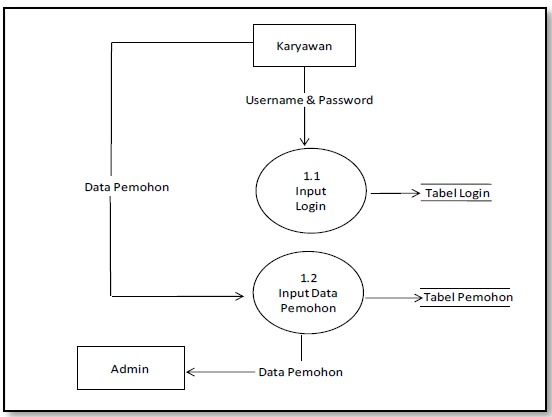 Karyawan
Username & Password
1.1
Input
Login
Tabel Login
Data Pemohon
1.2
Input Data
Pemohon
Tabel Pemohon
Admin
Data Pemohon